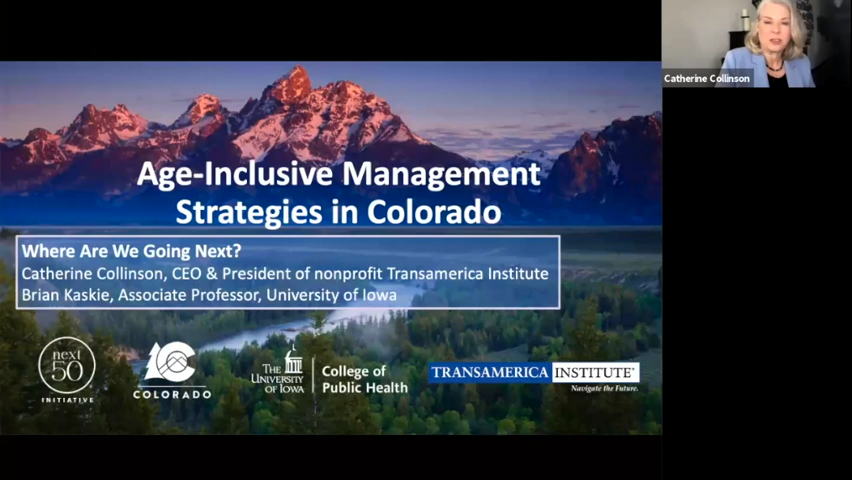 Catherine Collinson
Age-Inclusive Management
Strategies in Colorado
Where Are We Going Next?
Catherine Collinson, CEO & President of nonprofit Transamerica Institute
Brian Kaskie, Associate Professor, University of Iowa
next
50
INITIATIVE
COLORADO
THE
UNIVERSITY
OF IOWA
College of
Public Health
TRANSAMERICA INSTITUTE®
Navigate the Future.